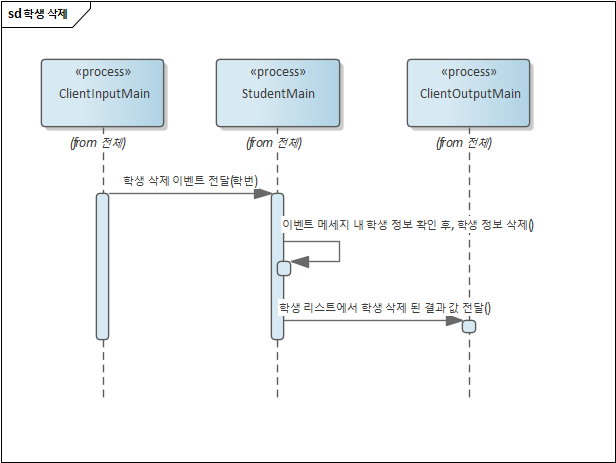 sd 학생 삭제
«process»
ClientInputMain
«process»
StudentMain
«process»
ClientOutputMain
(from 전체)
(from 전체)
(from 전체)
학생 삭제 이벤트 전달(학번)
이벤트 메세지 내 학생 정보 확인 후, 학생 정보 삭제()
학생 리스트에서 학생 삭제 된 결과 값 전달()